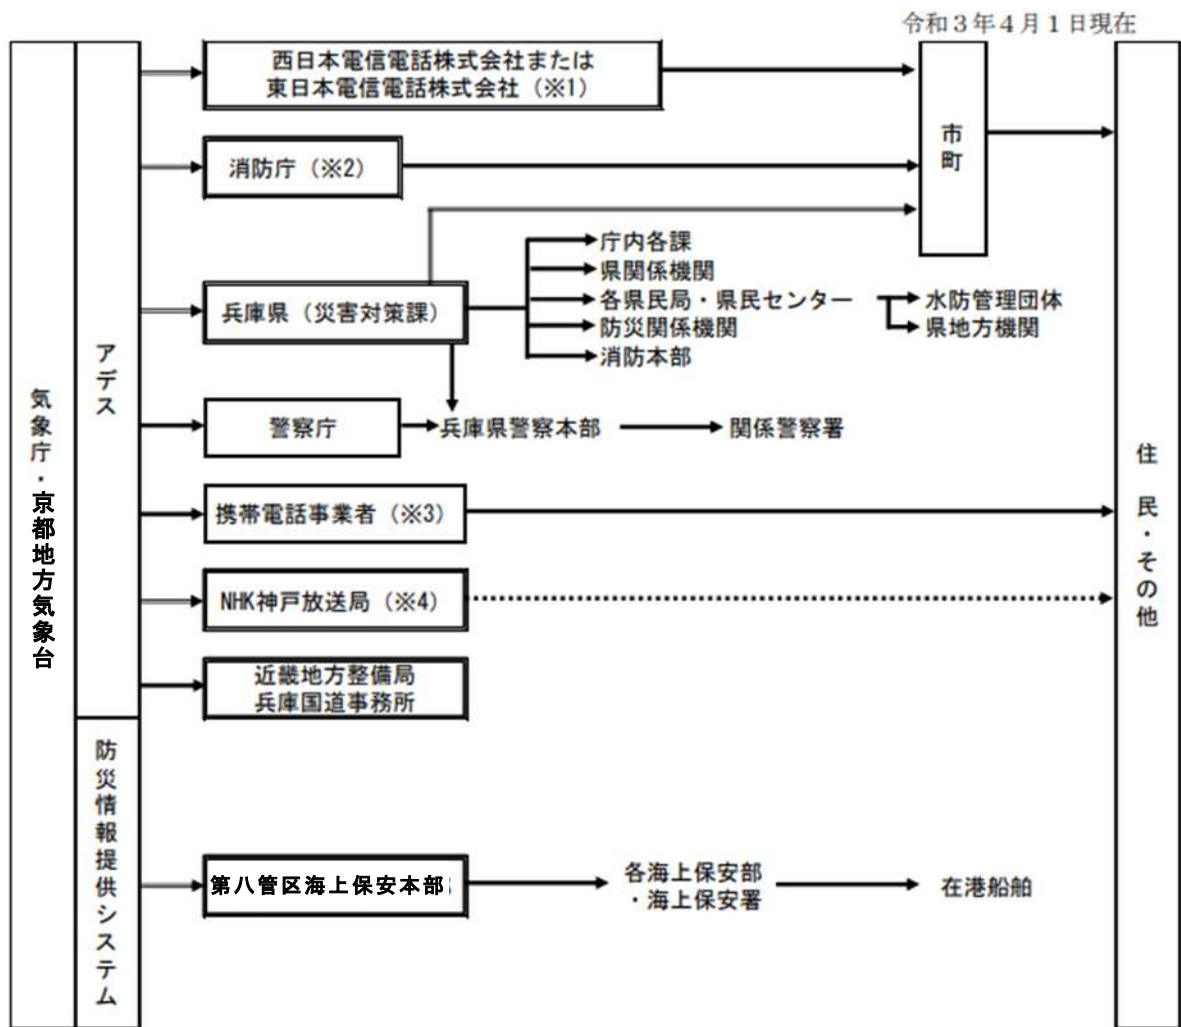 令和３年４月１日現在
気象庁・京都地方気象台
アデス
防災情報提供システム
西日本電信電話株式会社または
東日本電信電話株式会社（※1）
消防庁（※2）
兵庫県（災害対策課）
警察庁
携帯電話事業者（※3）
NHK神戸放送局（※4）
近畿地方整備局
兵庫国道事務所
第八管区海上保安本部
庁内各課
県関係機関
各県民局・県民センター
防災関係機関
消防本部
水防管理団体
県地方機関
兵庫県警察本部
関係警察署
各海上保安部
・海上保安署
在港船舶
市町
住民・その他